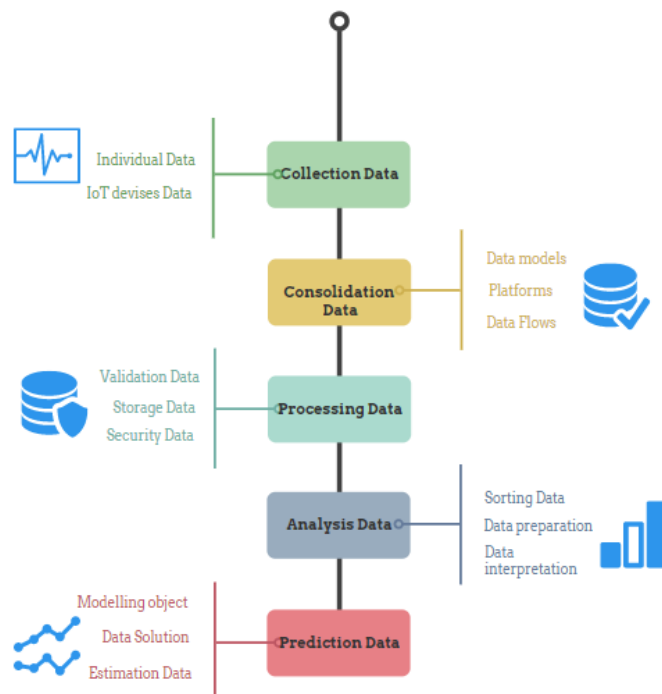 Individual Data
IoT devises Data
Collection Data
Consolidation
Data
Data models
Platforms
Data Flows
Validation Data
Storage Data
Security Data
Processing Data
Analysis Data
Sorting Data
Data preparation
Data
interpretation
Modelling object
Data Solution
Estimation Data
Prediction Data